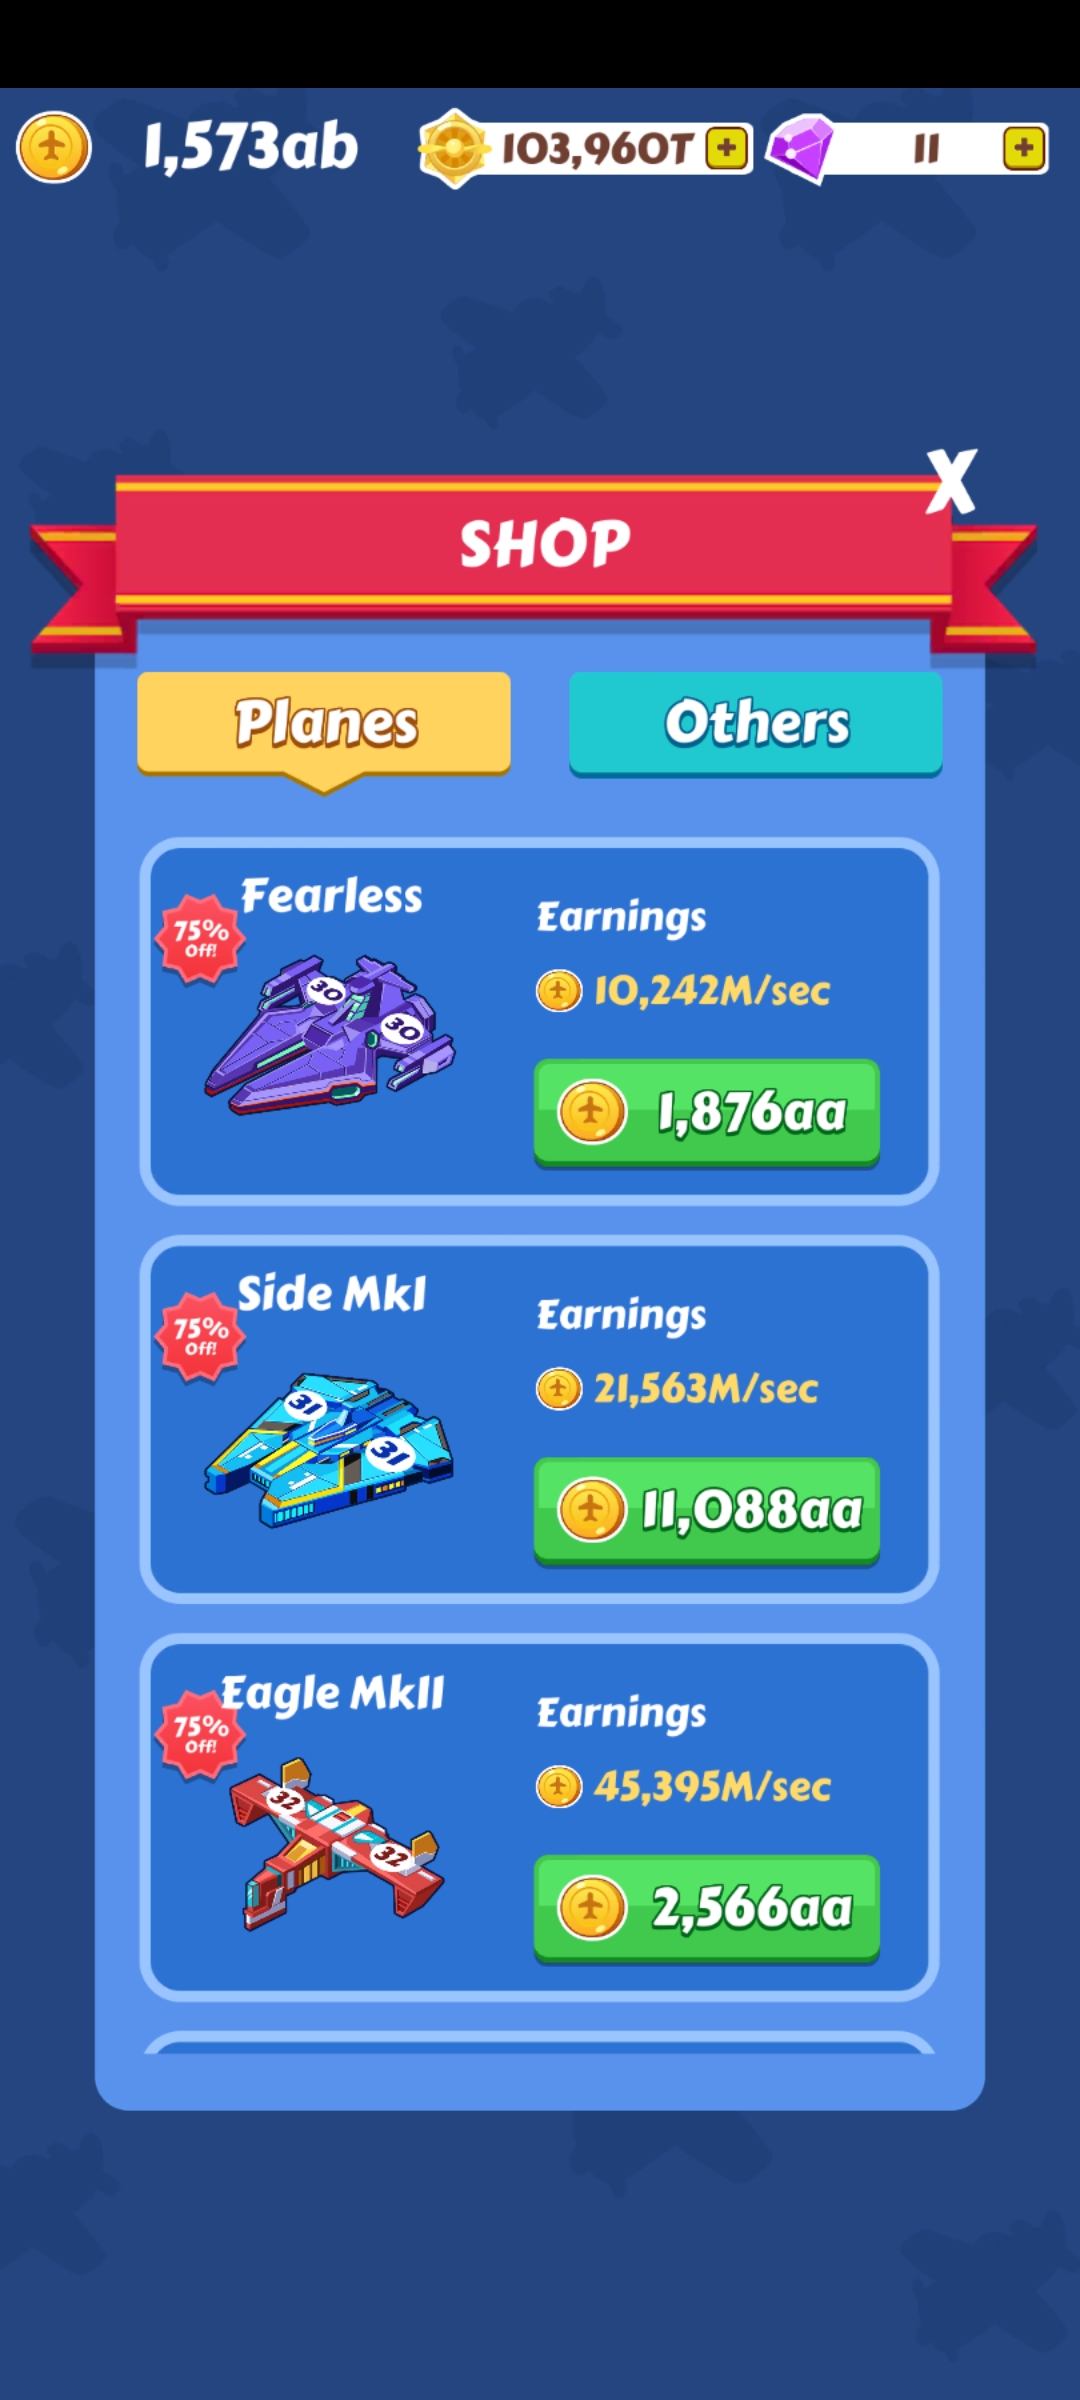 1,573ab 103,960T + 11 +
X
SHOP
Planes Others
Fearless
75%
Off!
30
30
Earnings
10,242M/sec
1,876aa
Side MkI
75%
Off!
31
31
Earnings
21,563M/sec
11,088aa
Eagle MkII
75%
Off!
32
32
Earnings
45,395M/sec
2,566aa